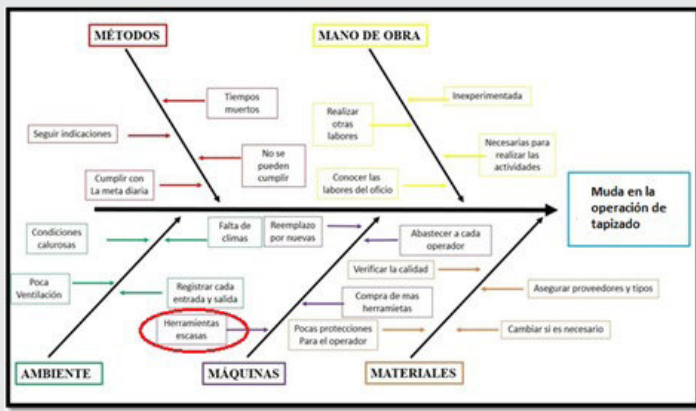 MÉTODOS
MANO DE OBRA
Tiempos
muertos
Inexperimentada
Realizar
otras
labores
Seguir indicaciones
No se
pueden
cumplir
Necesarias para
realizar las
actividades
Cumplir con
La meta diaria
Conocer las
labores del oficio
Muda en la
operación de
tapizado
Condiciones
calurosas
Falta de
climas
Reemplazo
por nuevas
Abastecer a cada
operador
Verificar la calidad
Poca
Ventilación
Registrar cada
entrada y salida
Compra de mas
herramietas
Asegurar proveedores y tipos
Herramientas
escasas
Pocas protecciones
Para el operador
Cambiar si es necesario
AMBIENTE
MÁQUINAS
MATERIALES